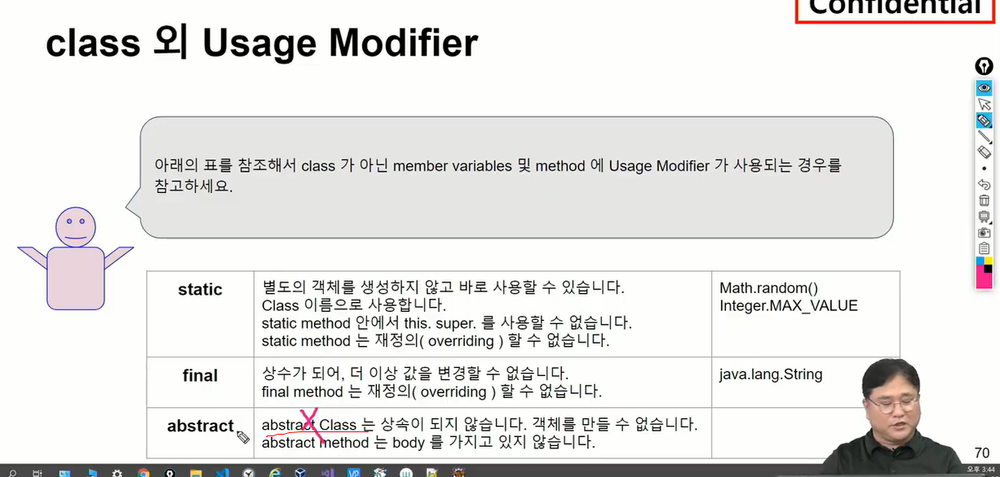 Confidential
class 외 Usage Modifier
아래의 표를 참조해서 class 가 아닌 member variables 및 method 에 Usage Modifier 가 사용되는 경우를
참고하세요.
static
별도의 객체를 생성하지 않고 바로 사용할 수 있습니다.
Class 이름으로 사용합니다.
static method 안에서 this. super. 를 사용할 수 없습니다.
static method 는 재정의( overriding ) 할 수 없습니다.
Math.random()
Integer.MAX_VALUE
final
상수가 되어, 더 이상 값을 변경할 수 없습니다.
final method 는 재정의( overriding ) 할 수 없습니다.
java.lang.String
abstract
abstract Class 는 상속이 되지 않습니다. 객체를 만들 수 없습니다.
abstract method 는 body 를 가지고 있지 않습니다.
70
오후 3:44